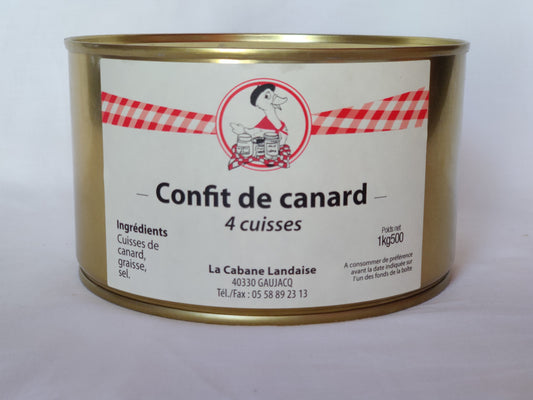 Confit de canard
4 cuisses
Ingrédients
Cuisses de
canard,
graisse,
sel.
Poids net
1kg500
La Cabane Landaise
40330 GAUJACQ
Tél./Fax : 05 58 89 23 13
A consommer de préférence
avant la date indiquée sur
l'un des fonds de la boîte